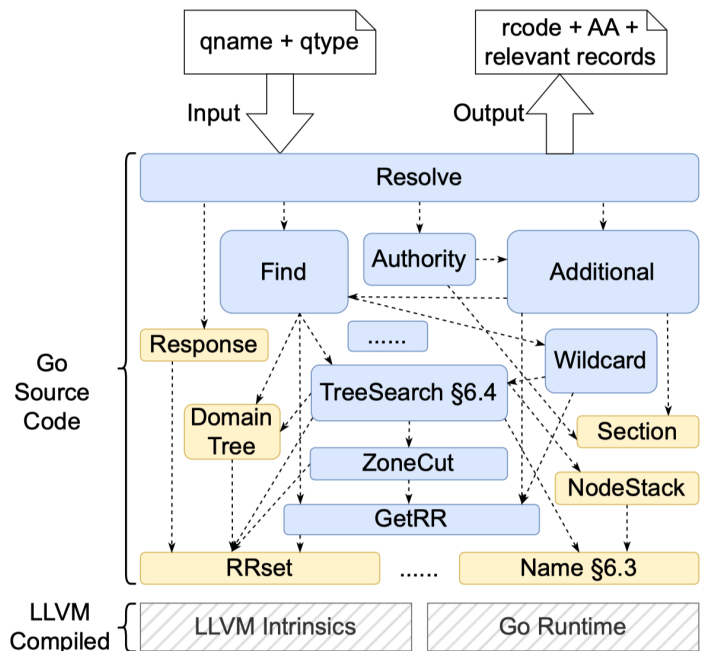 qname + qtype
rcode + AA +
relevant records
Input
Output
Resolve
Find
Authority
Additional
Response
......
Wildcard
Go
Source
Code
TreeSearch §6.4
Domain
Tree
Section
ZoneCut
NodeStack
GetRR
RRset
......
Name §6.3
LLVM
Compiled
LLVM Intrinsics
Go Runtime